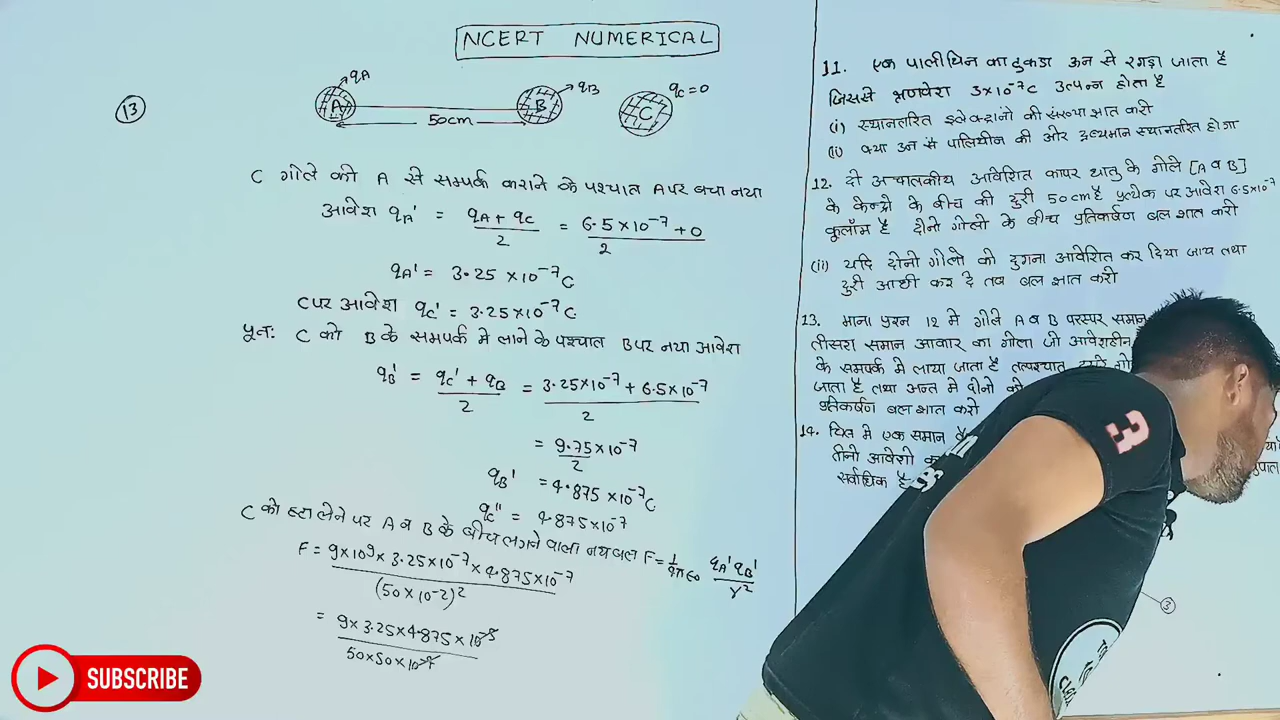 NCERT NUMERICAL
13
qA
A
50cm
B
qB
C
qc=0
C गोले को A से सम्पर्क कराने के पश्चात A पर बचा नया
आवेश qA' = qA + qc / 2 = 6.5×10⁻⁷ + 0 / 2
qA' = 3.25 ×10⁻⁷C
C पर आवेश qc' = 3.25×10⁻⁷C
पून: C को B के सम्पर्क मे लाने के पश्चात B पर नया आवेश
qB' = qc' + qB / 2 = 3.25×10⁻⁷ + 6.5×10⁻⁷ / 2
= 9.75×10⁻⁷ / 2
qB' = 4.875 ×10⁻⁷C
qc'' = 4.875×10⁻⁷
C को हटा लेने पर A व B के बीच लगने वाला नय बल F = 1/4π∈0 qA' qB' / r²
F = 9×10⁹× 3.25×10⁻⁷× 4.875×10⁻⁷ / (50×10⁻²)²
= 9× 3.25×4.875×10⁻⁵ / 50×50×10⁻⁴
11. एक पालीथिन का टुकडा ऊन से रगड़ा जाता है
जिससे ऋणावेश 3×10⁻⁷C उत्पन्न होता है
(i) स्थानतरित इलेक्ट्रानो की संख्या ज्ञात करो
(ii) क्या उन से पालिथीन की और द्रव्यमान स्थानतरित होगा
12. दो अचालकीय आवेशित कापर धातु के गोले [A व B]
के केन्द्रो के बीच की दुरी 50cm है प्रत्येक पर आवेश 6.5×10⁻⁷
कूलॉम है दोनो गोलो के बीच प्रतिकर्षण बल ज्ञात करो
(ii) यदि दोनो गोलो को दुगना आवेशित कर दिया जाय तथा
दुरी आधी कर दे तब बल ज्ञात करो
13. माना प्रश्न 12 मे गोले A व B परस्पर समान
तीसरा समान आकार का गोला जो आवेशहीन
के सम्पर्क मे लाया जाता है तत्पश्चात
जाता है तथा अन्त मे दोनो को
प्रतिकर्षण बल ज्ञात करो
14. चित्र मे एक समान
तीनो आवेशो
सर्वाधिक है
3
3
SUBSCRIBE